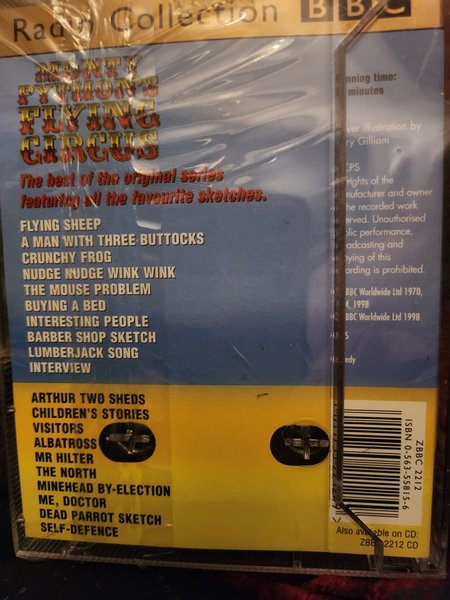 Radio Collection BBC
MONTY
PYTHON'S
FLYING
CIRCUS
The best of the original series
featuring all the favourite sketches.
FLYING SHEEP
A MAN WITH THREE BUTTOCKS
CRUNCHY FROG
NUDGE NUDGE WINK WINK
THE MOUSE PROBLEM
BUYING A BED
INTERESTING PEOPLE
BARBER SHOP SKETCH
LUMBERJACK SONG
INTERVIEW
ARTHUR TWO SHEDS
CHILDREN'S STORIES
VISITORS
ALBATROSS
MR HILTER
THE NORTH
MINEHEAD BY-ELECTION
ME, DOCTOR
DEAD PARROT SKETCH
SELF-DEFENCE
nning time:
minutes
ver illustration by
ry Gilliam
CPS
rights of the
nufacturer and owner
the recorded work
erved. Unauthorised
lic performance,
adcasting and
pying of this
ording is prohibited.
BBC Worldwide Ltd 1970,
4, 1998
BBC Worldwide Ltd 1998
edy
ZBBC 2212
ISBN 0-563-55815-6
Also available on CD:
ZBBC 2212 CD